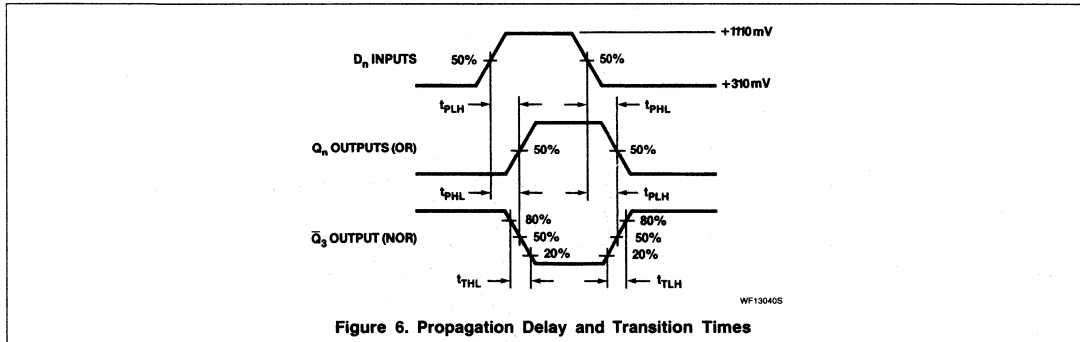 +1110mV
Dn INPUTS 50% 50%
+310mV
tPLH tPHL
Qn OUTPUTS (OR) 50% 50%
tPHL tPLH
80% 80%
Q̅3 OUTPUT (NOR) 50% 50%
20% 20%
tTHL tTLH
WF13040S
Figure 6. Propagation Delay and Transition Times